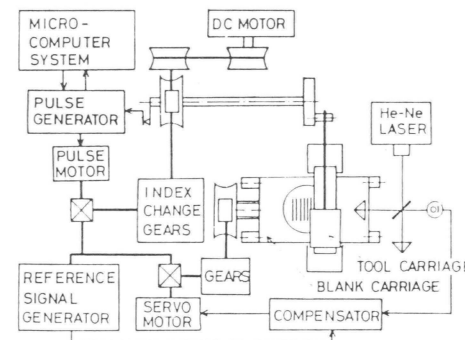 DC MOTOR
MICRO-
COMPUTER
SYSTEM
PULSE
GENERATOR
He-Ne
LASER
PULSE
MOTOR
INDEX
CHANGE
GEARS
TOOL CARRIAGE
BLANK CARRIAGE
REFERENCE
SIGNAL
GENERATOR
GEARS
SERVO
MOTOR
COMPENSATOR